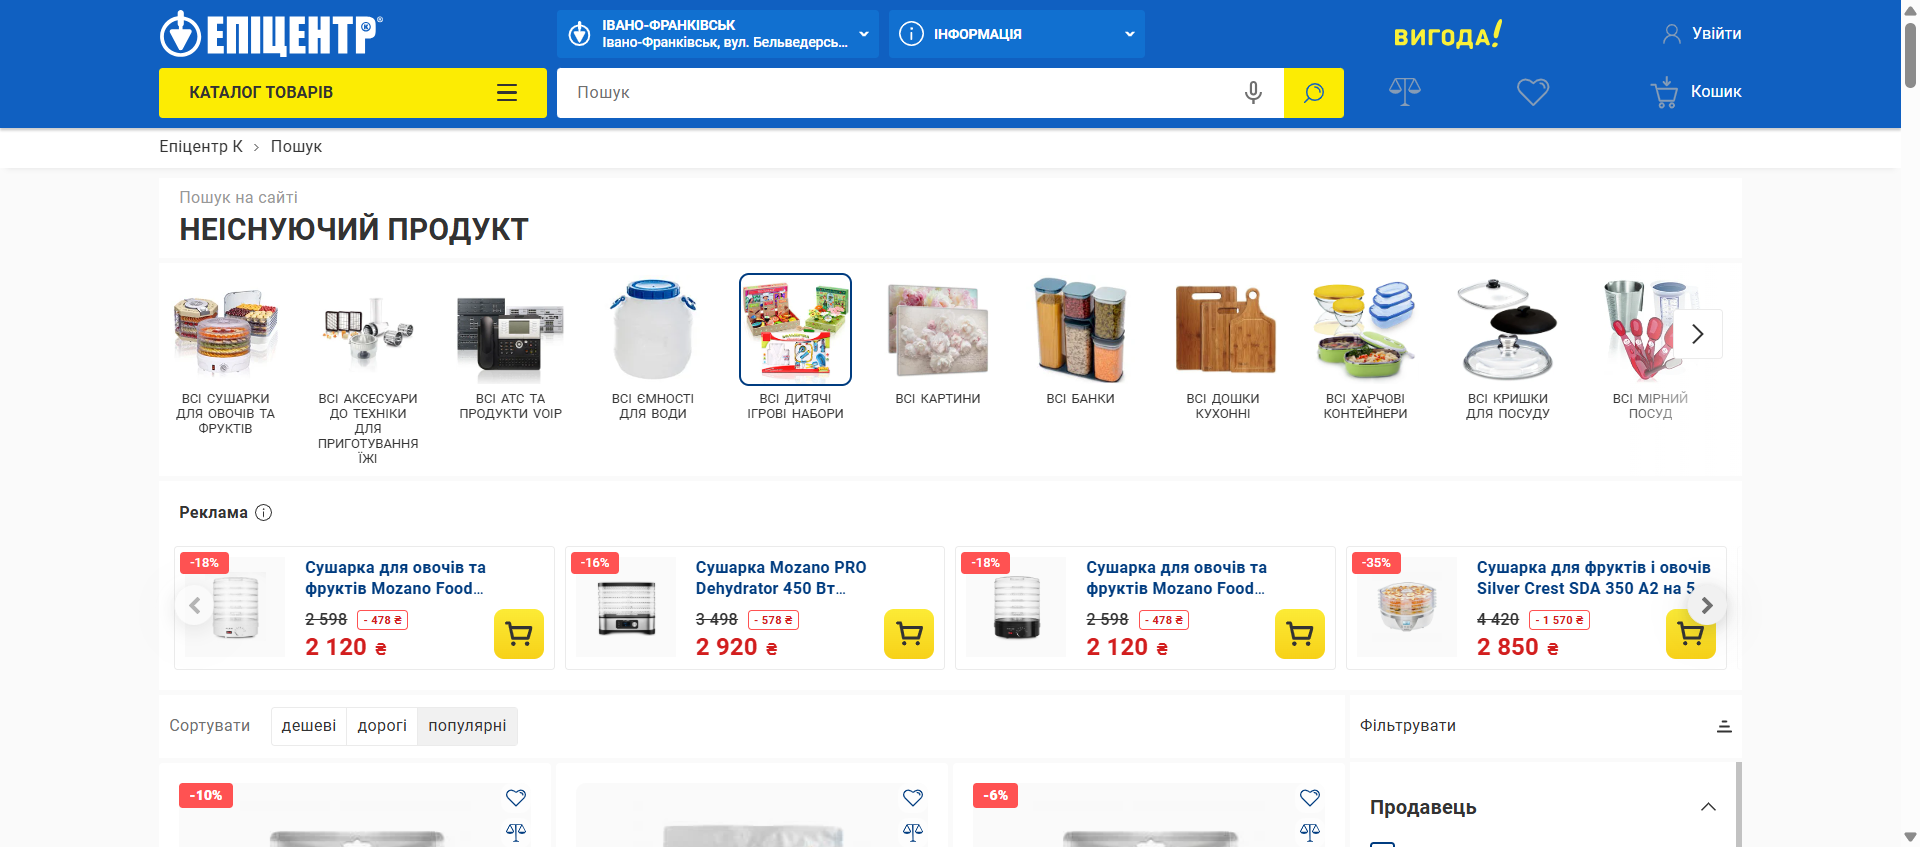 ЕПІЦЕНТР К
ІВАНО-ФРАНКІВСЬК
Івано-Франківськ, вул. Бельведерсь...
ІНФОРМАЦІЯ
ВИГОДА!
Увійти
КАТАЛОГ ТОВАРІВ
Пошук
Кошик
Епіцентр К > Пошук
Пошук на сайті
НЕІСНУЮЧИЙ ПРОДУКТ
ВСІ СУШАРКИ
ДЛЯ ОВОЧІВ ТА
ФРУКТІВ
ВСІ АКСЕСУАРИ
ДО ТЕХНІКИ
ДЛЯ
ПРИГОТУВАННЯ
ЇЖІ
ВСІ АТС ТА
ПРОДУКТИ VOIP
ВСІ ЄМНОСТІ
ДЛЯ ВОДИ
ВСІ ДИТЯЧІ
ІГРОВІ НАБОРИ
ВСІ КАРТИНИ
ВСІ БАНКИ
ВСІ ДОШКИ
КУХОННІ
ВСІ ХАРЧОВІ
КОНТЕЙНЕРИ
ВСІ КРИШКИ
ДЛЯ ПОСУДУ
ВСІ МІРНИЙ
ПОСУД
Реклама
-18%
Сушарка для овочів та
фруктів Mozano Food...
2 598 - 478 ₴
2 120 ₴
-16%
Сушарка Mozano PRO
Dehydrator 450 Вт...
3 498 - 578 ₴
2 920 ₴
-18%
Сушарка для овочів та
фруктів Mozano Food...
2 598 - 478 ₴
2 120 ₴
-35%
Сушарка для фруктів і овочів
Silver Crest SDA 350 A2 на 5
4 420 - 1 570 ₴
2 850 ₴
Сортувати дешеві дорогі популярні
Фільтрувати
-10%
-6%
Продавець